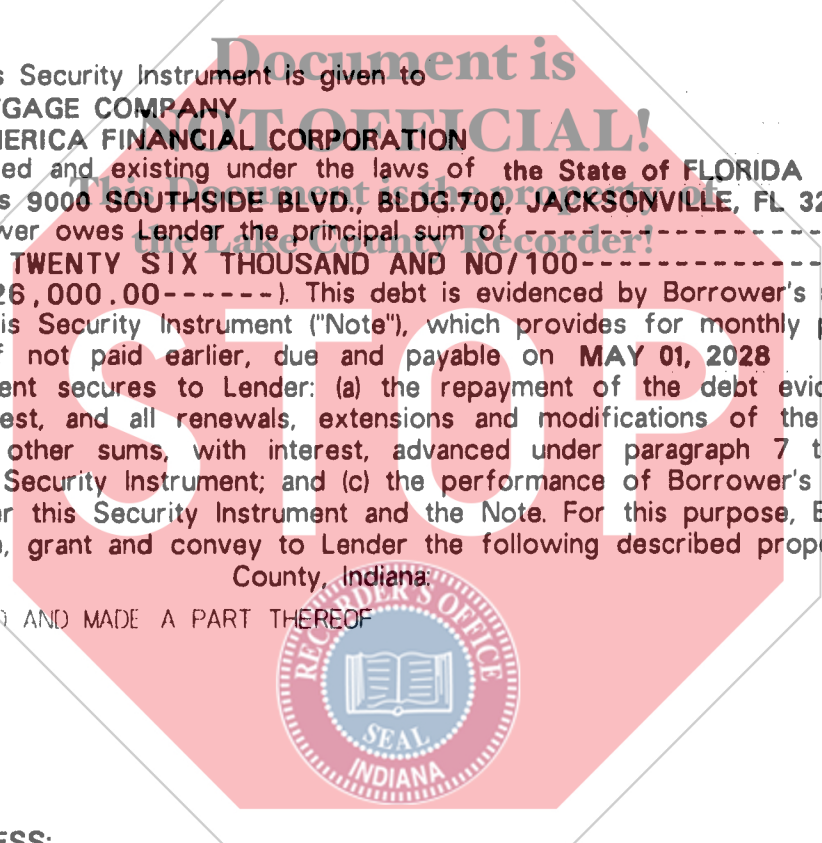 Document is
s Security Instrument is given to
TGAGE COMPANY
NOT OFFICIAL!
MERICA FINANCIAL CORPORATION
ed and existing under the laws of the State of FLORIDA
This Document is the property of
s 9000 SOUTHSIDE BLVD., BLDG.700, JACKSONVILLE, FL 32
the Lake County Recorder!
wer owes Lender the principal sum of ------------------
TWENTY SIX THOUSAND AND NO/100---------------
26,000.00------). This debt is evidenced by Borrower's
is Security Instrument ("Note"), which provides for monthly p
f not paid earlier, due and payable on MAY 01, 2028
ent secures to Lender: (a) the repayment of the debt evid
est, and all renewals, extensions and modifications of the
other sums, with interest, advanced under paragraph 7 t
Security Instrument; and (c) the performance of Borrower's
er this Security Instrument and the Note. For this purpose, B
, grant and convey to Lender the following described prope
County, Indiana:
D AND MADE A PART THEREOF
STOP
RECORDER'S OFFICE
SEAL
INDIANA
ESS: